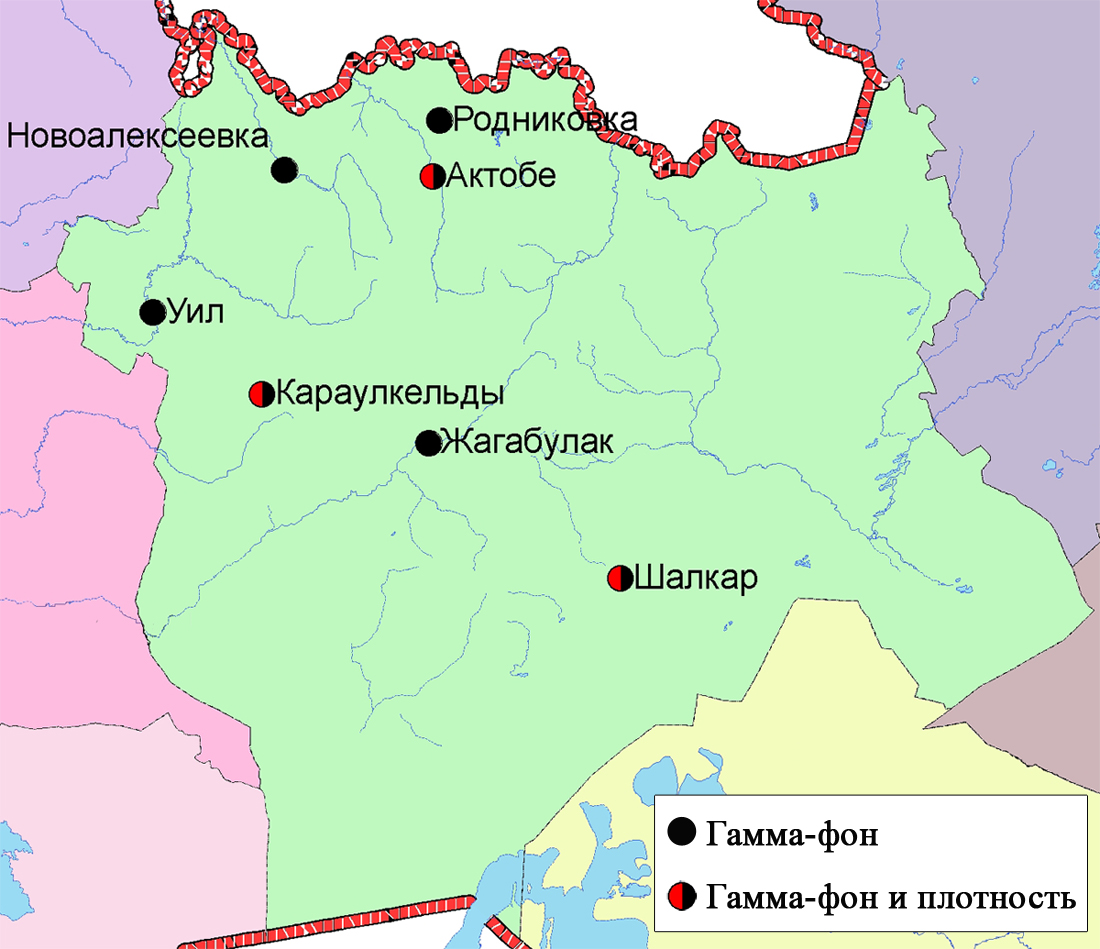 Родниковка
Новоалексеевка
Актобе
Уил
Караулкельды
Жагабулак
Шалкар
Гамма-фон
Гамма-фон и плотность